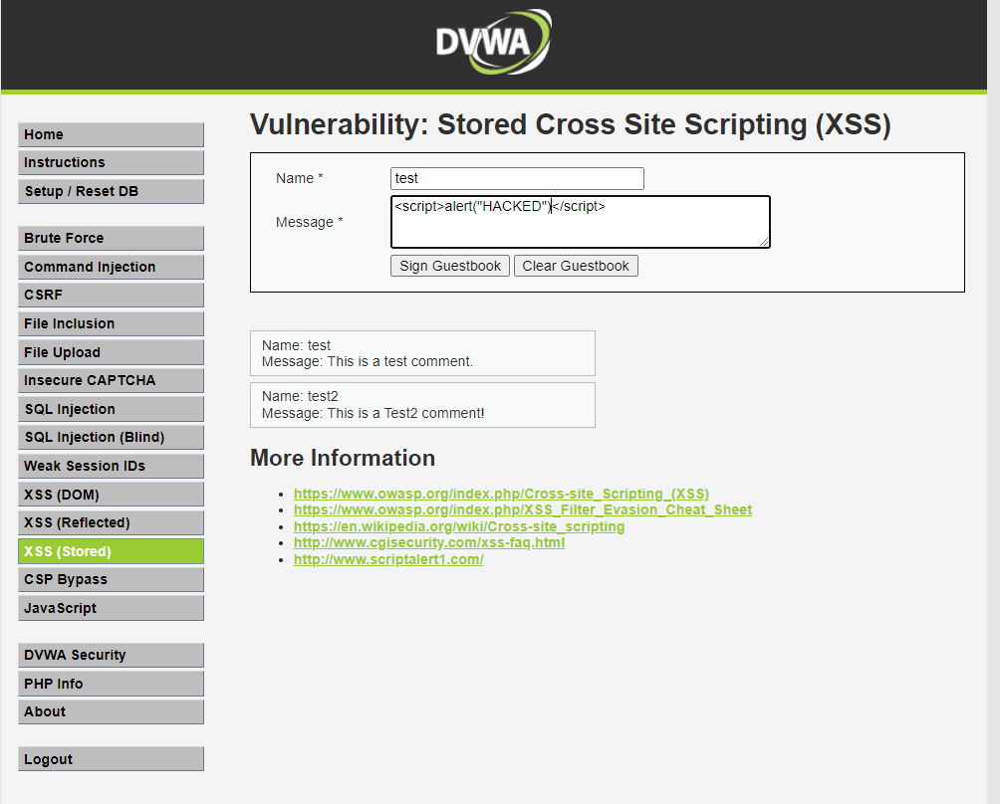 DVWA
Home
Instructions
Setup / Reset DB
Brute Force
Command Injection
CSRF
File Inclusion
File Upload
Insecure CAPTCHA
SQL Injection
SQL Injection (Blind)
Weak Session IDs
XSS (DOM)
XSS (Reflected)
XSS (Stored)
CSP Bypass
JavaScript
DVWA Security
PHP Info
About
Logout
Vulnerability: Stored Cross Site Scripting (XSS)
Name * test
Message * <script>alert("HACKED")</script>
Sign Guestbook Clear Guestbook
Name: test
Message: This is a test comment.
Name: test2
Message: This is a Test2 comment!
More Information
• https://www.owasp.org/index.php/Cross-site_Scripting_(XSS)
• https://www.owasp.org/index.php/XSS_Filter_Evasion_Cheat_Sheet
• https://en.wikipedia.org/wiki/Cross-site_scripting
• http://www.cgisecurity.com/xss-faq.html
• http://www.scriptalert1.com/